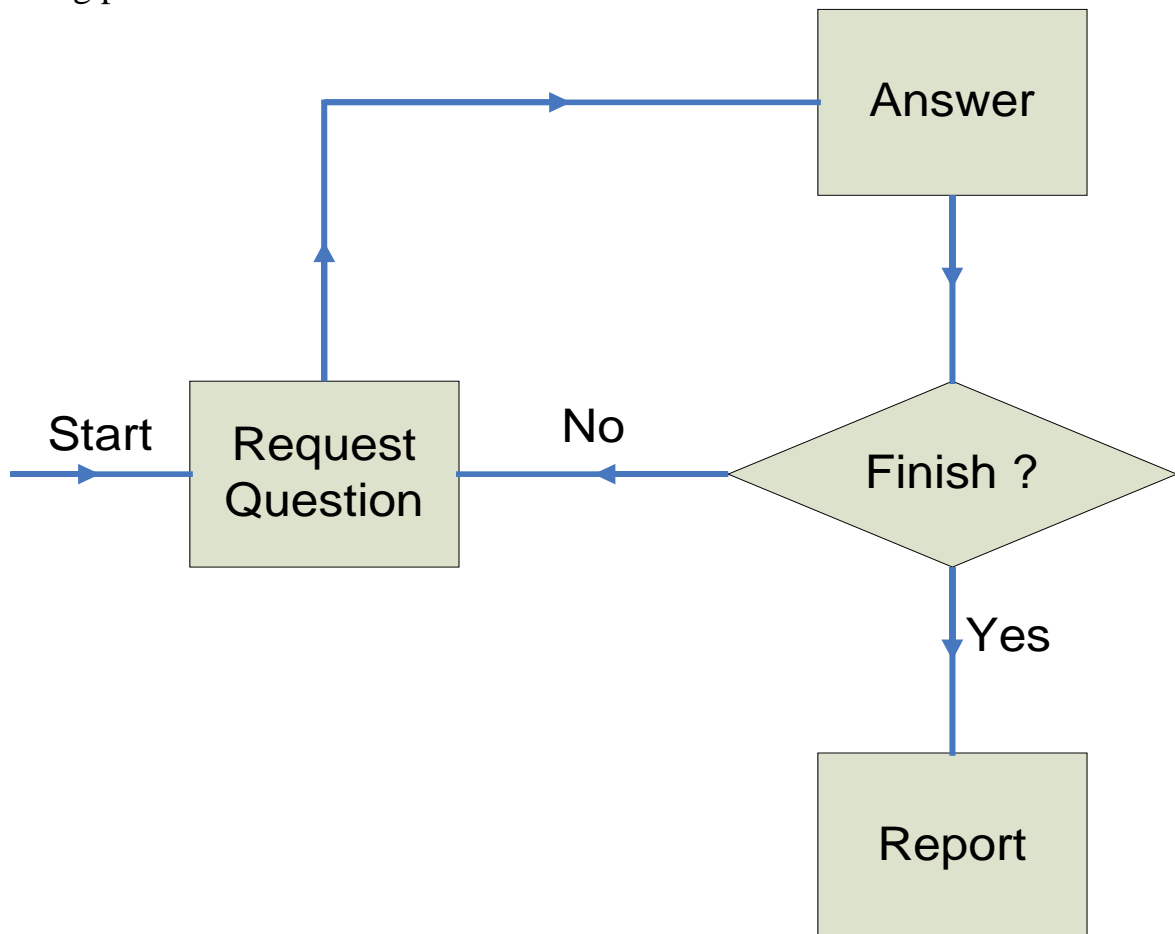 Answer
Start
Request
Question
No
Finish ?
Yes
Report